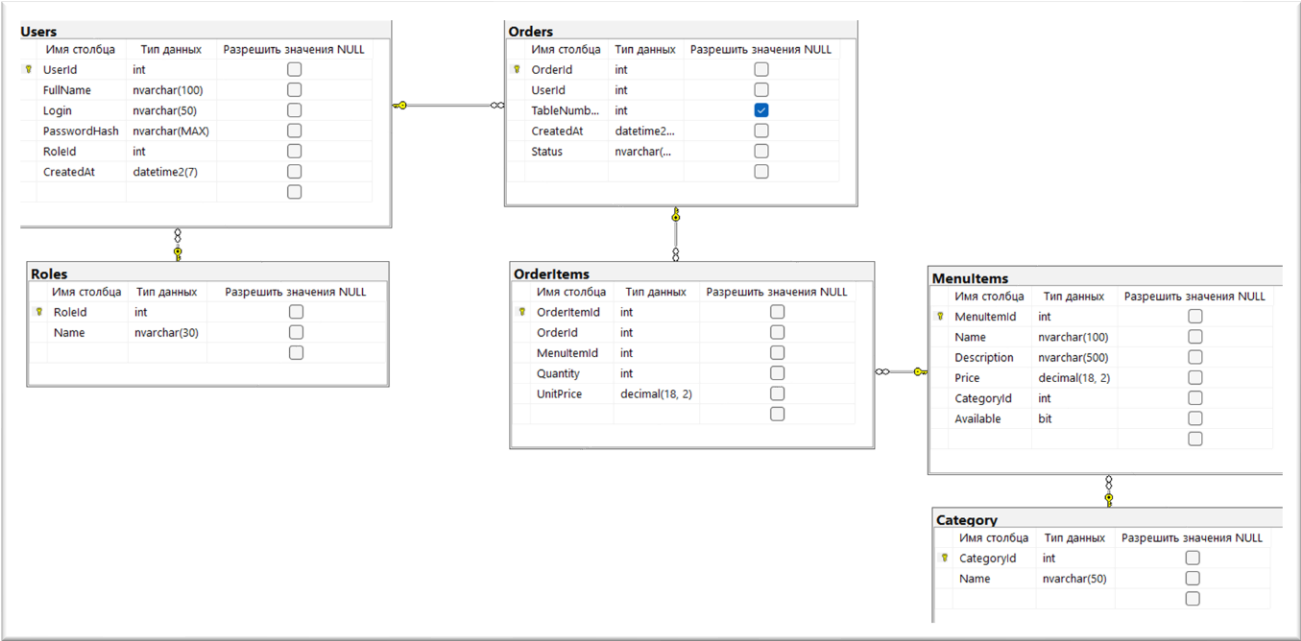 Users
Имя столбца Тип данных Разрешить значения NULL
UserId int
FullName nvarchar(100)
Login nvarchar(50)
PasswordHash nvarchar(MAX)
RoleId int
CreatedAt datetime2(7)
Orders
Имя столбца Тип данных Разрешить значения NULL
OrderId int
UserId int
TableNumb... int
CreatedAt datetime2...
Status nvarchar(...
Roles
Имя столбца Тип данных Разрешить значения NULL
RoleId int
Name nvarchar(30)
OrderItems
Имя столбца Тип данных Разрешить значения NULL
OrderItemId int
OrderId int
MenuItemId int
Quantity int
UnitPrice decimal(18, 2)
MenuItems
Имя столбца Тип данных Разрешить значения NULL
MenuItemId int
Name nvarchar(100)
Description nvarchar(500)
Price decimal(18, 2)
CategoryId int
Available bit
Category
Имя столбца Тип данных Разрешить значения NULL
CategoryId int
Name nvarchar(50)